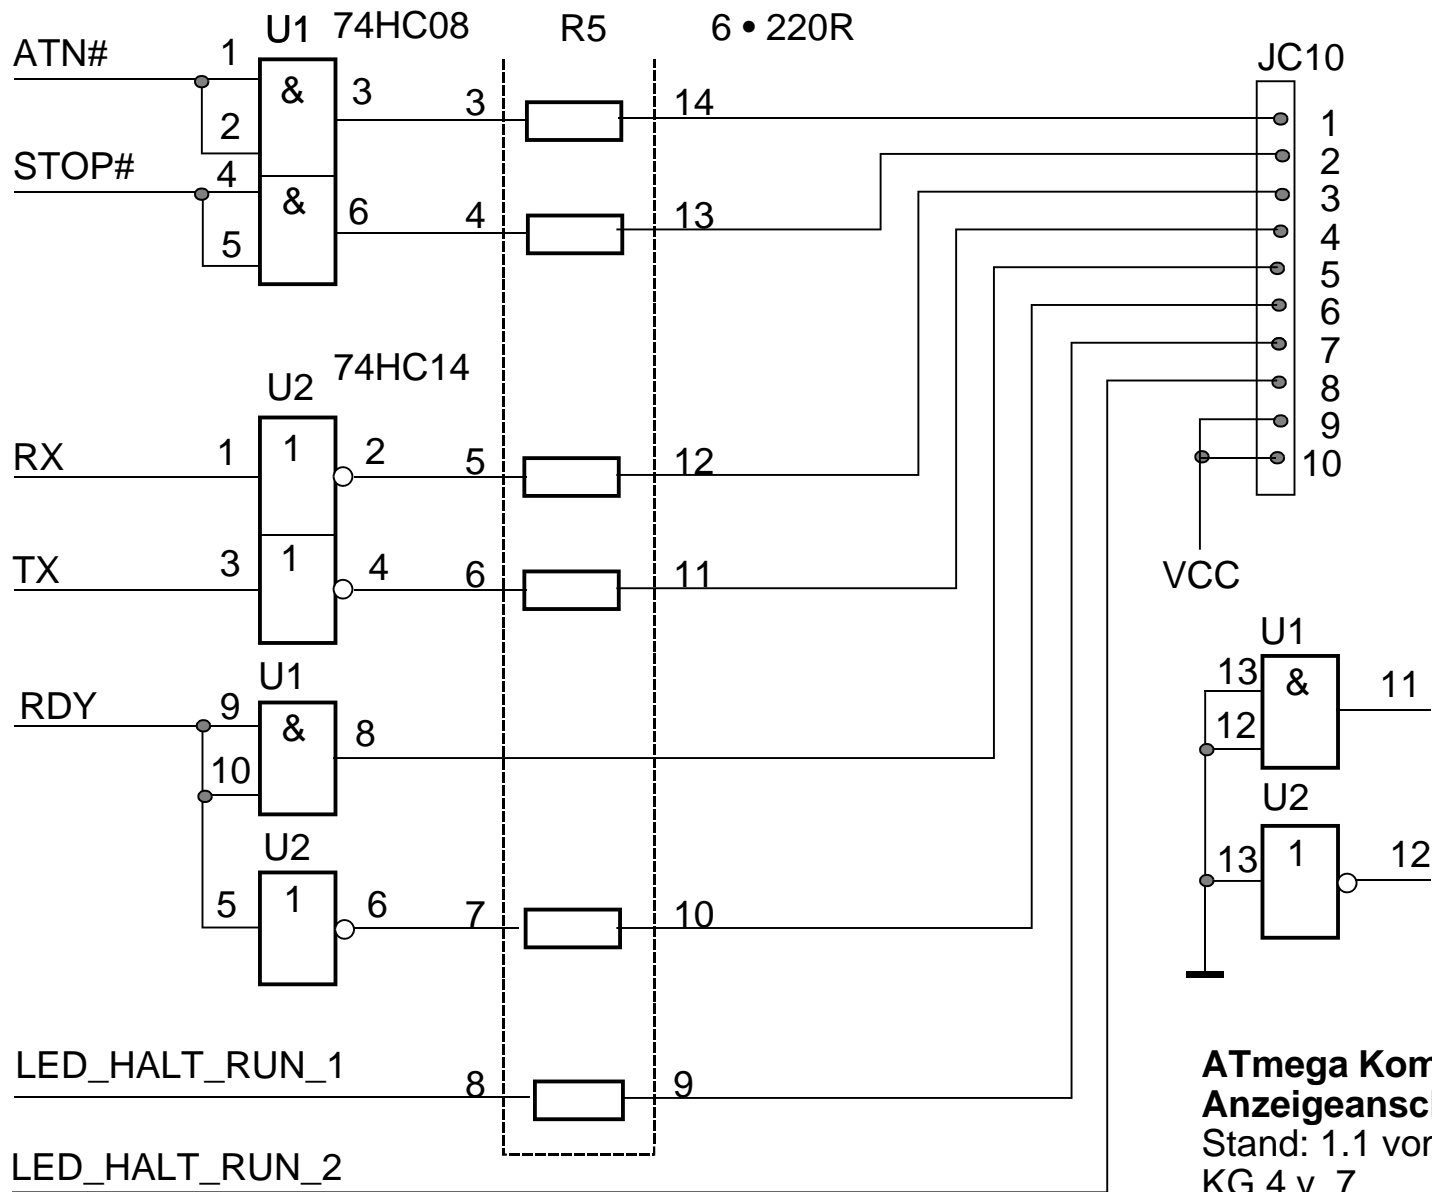 U1 74HC08 R5 6 • 220R
ATN# 1 & 3 3 14 JC10
2 1
STOP# 4 & 6 4 13 2
5 3
4
5
6
74HC14 7
U2 8
RX 1 1 2 5 12 9
10
TX 3 1 4 6 11 VCC
U1 U1
RDY 9 & 8 13 & 11
10 12
U2 U2
5 1 6 7 10 13 1 12
LED_HALT_RUN_1 8 9
LED_HALT_RUN_2
ATmega Kom
Anzeigeansc
Stand: 1.1 vor
KG 4 v. 7